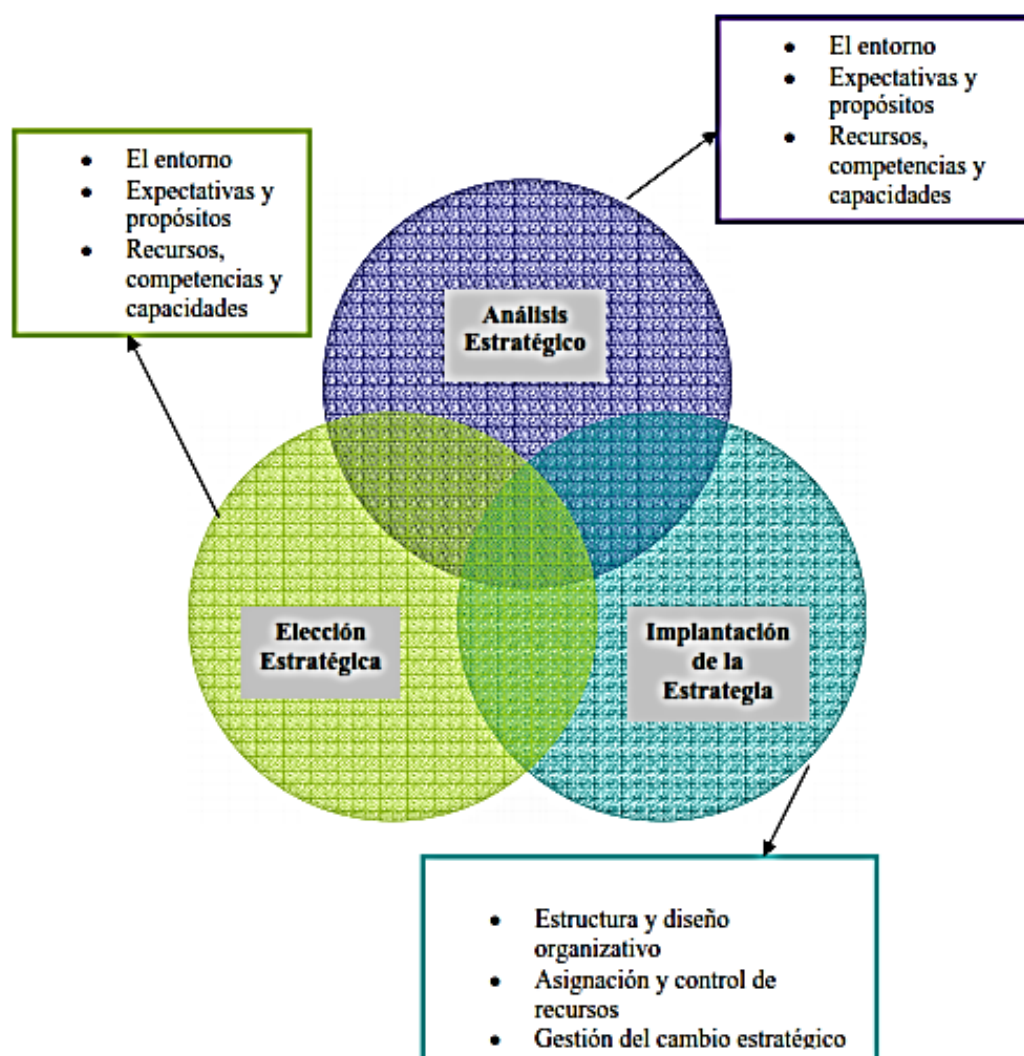 • El entorno
• Expectativas y
propósitos
• Recursos,
competencias y
capacidades
• El entorno
• Expectativas y
propósitos
• Recursos,
competencias y
capacidades
Análisis
Estratégico
Elección
Estratégica
Implantación
de la
Estrategia
• Estructura y diseño
organizativo
• Asignación y control de
recursos
• Gestión del cambio estratégico